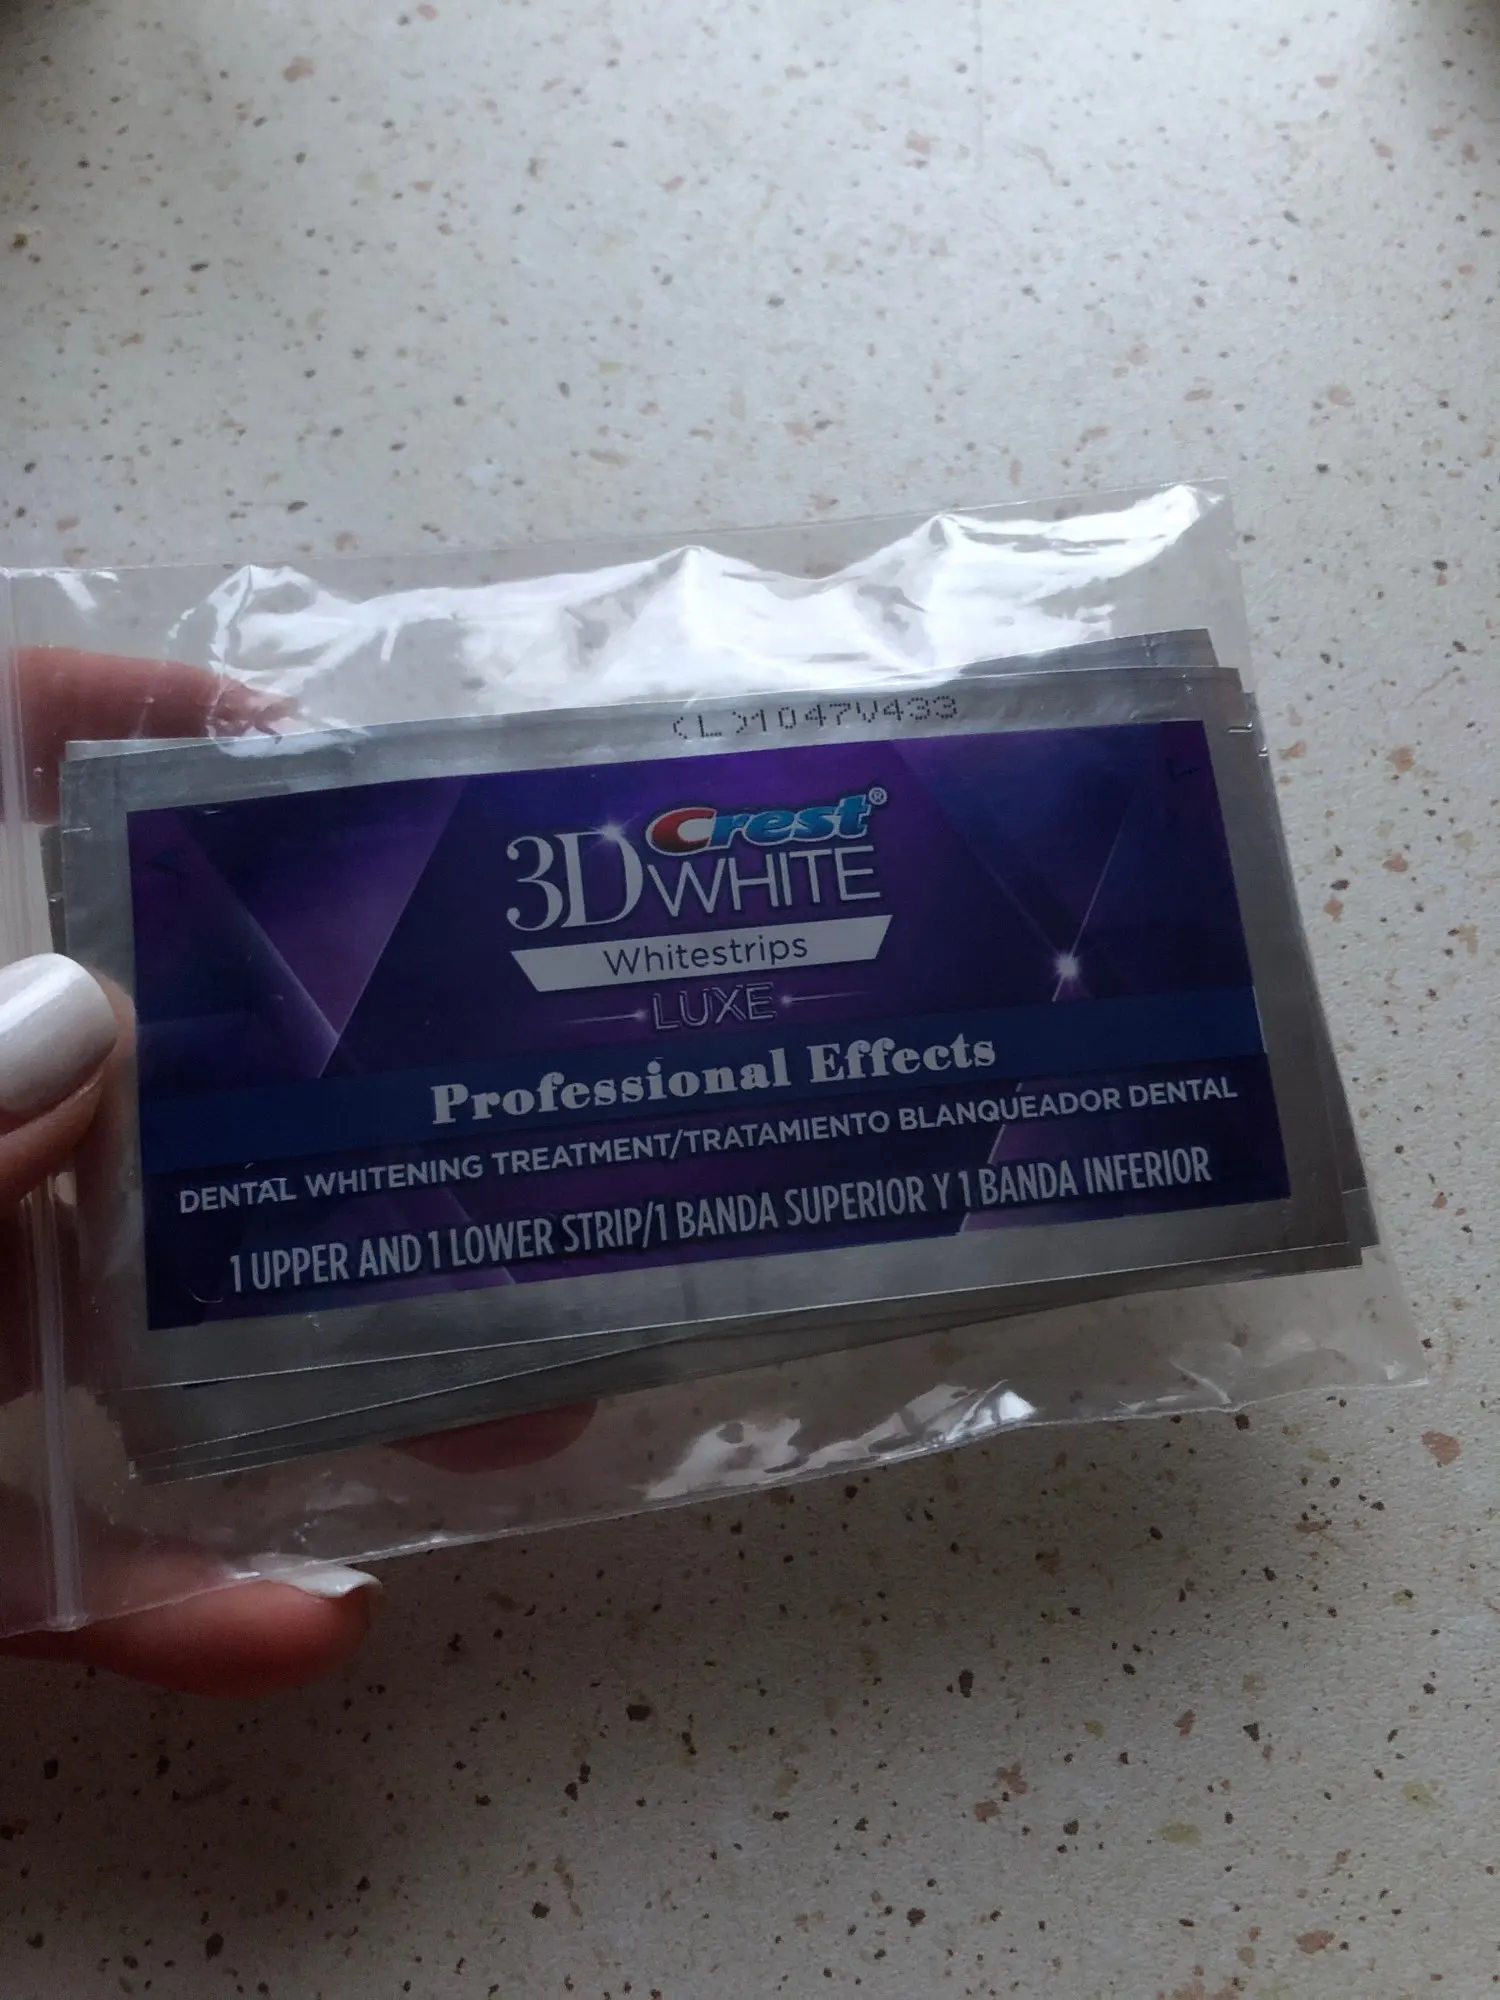 (L)1047V433
Crest®
3D WHITE
Whitestrips
LUXE
Professional Effects
DENTAL WHITENING TREATMENT/TRATAMIENTO BLANQUEADOR DENTAL
1 UPPER AND 1 LOWER STRIP/1 BANDA SUPERIOR Y 1 BANDA INFERIOR